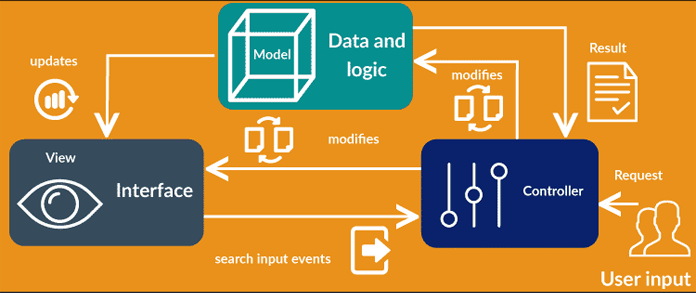 updates
Model
Data and
logic
modifies
Result
modifies
View
Interface
Controller
Request
search input events
User input